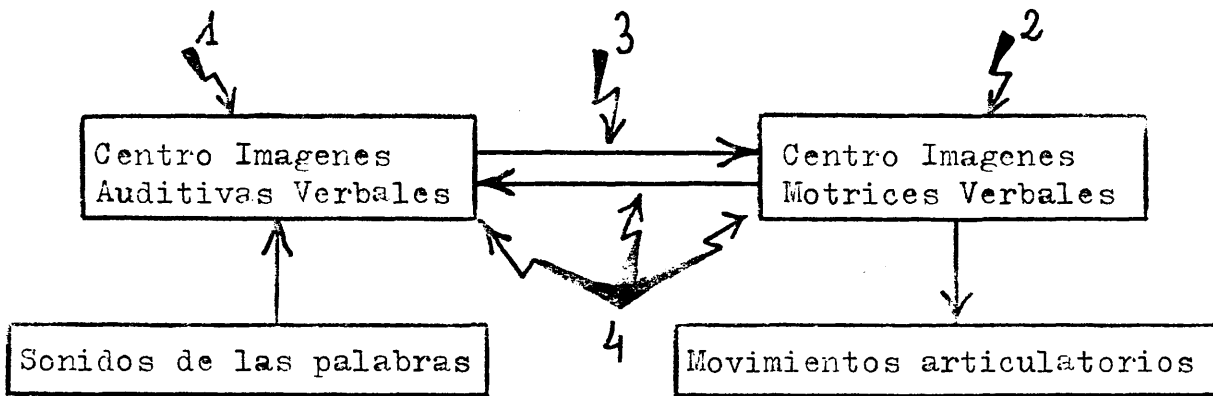 1
3
2
Centro Imagenes
Auditivas Verbales
Centro Imagenes
Motrices Verbales
4
Sonidos de las palabras
Movimientos articulatorios